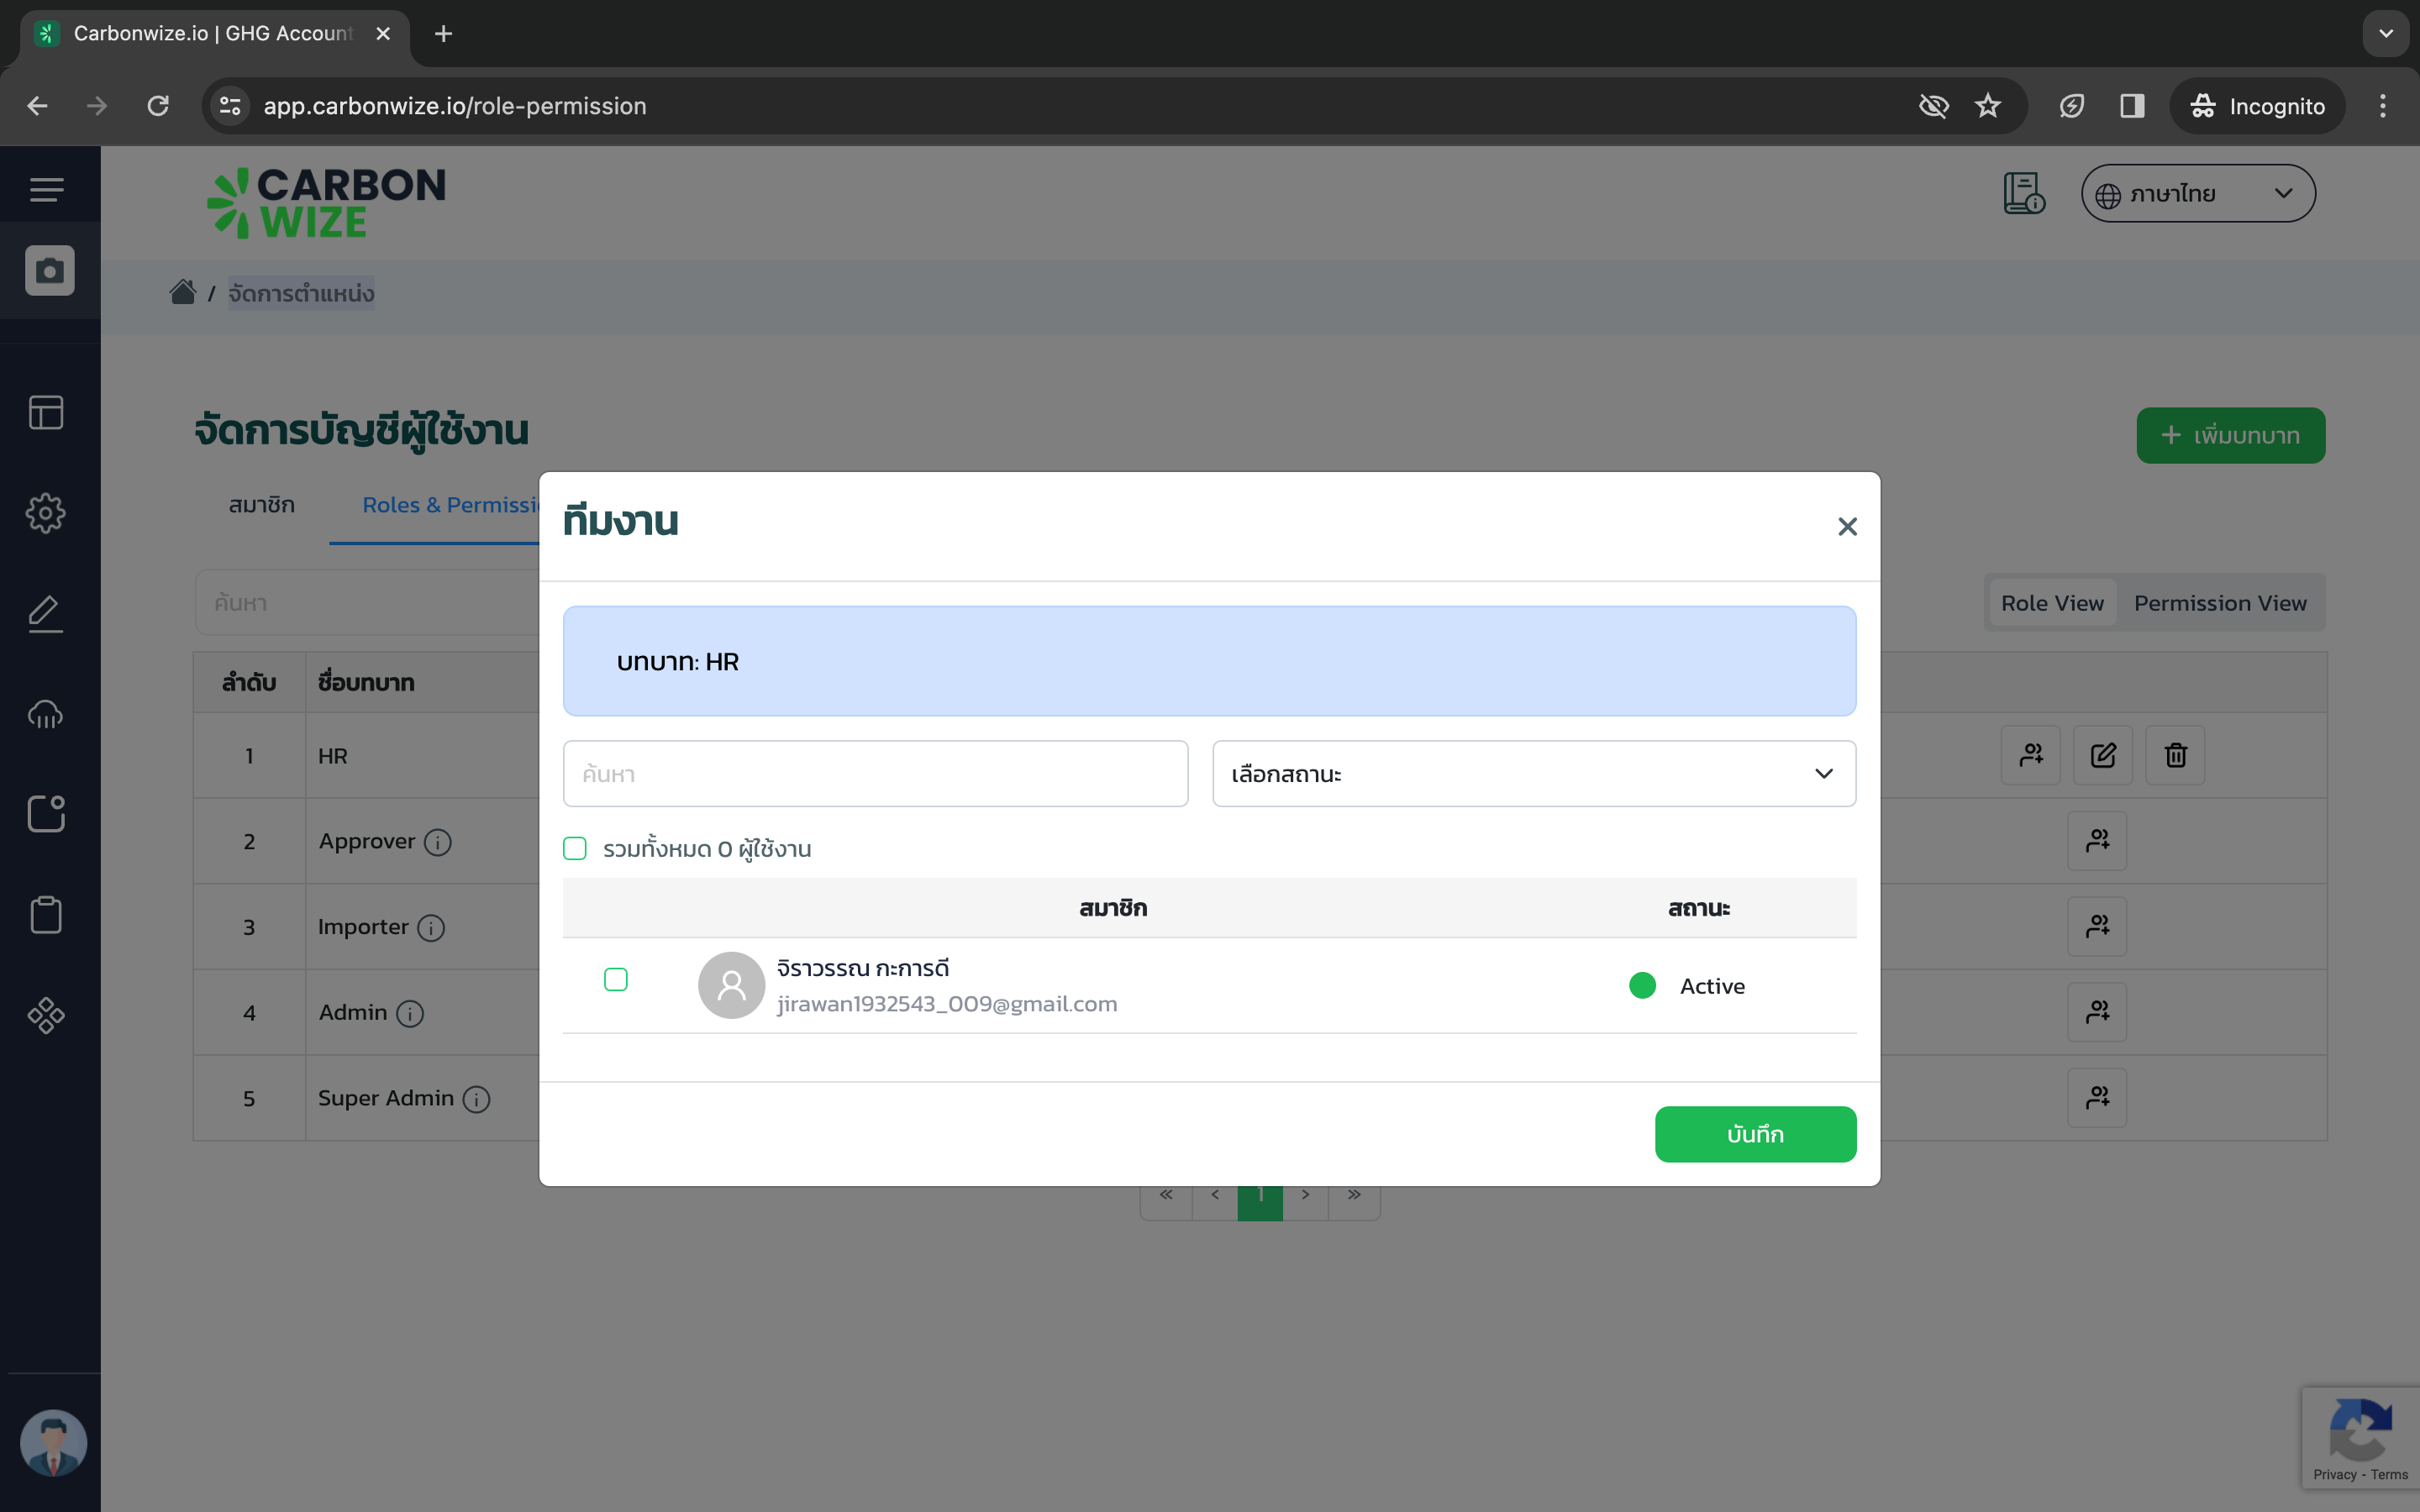 Carbonwize.io | GHG Account
app.carbonwize.io/role-permission
Incognito
CARBON
WIZE
ภาษาไทย
/ จัดการตำแหน่ง
จัดการบัญชีผู้ใช้งาน
เพิ่มบทบาท
สมาชิก
Roles & Permissi
ค้นหา
Role View
Permission View
ลำดับ
ชื่อบทบาท
1
HR
2
Approver
3
Importer
4
Admin
5
Super Admin
ทีมงาน
บทบาท: HR
ค้นหา
เลือกสถานะ
รวมทั้งหมด 0 ผู้ใช้งาน
สมาชิก
สถานะ
จิราวรรณ กะการดี
jirawan1932543_009@gmail.com
Active
บันทึก
« < 1 > »
Privacy - Terms